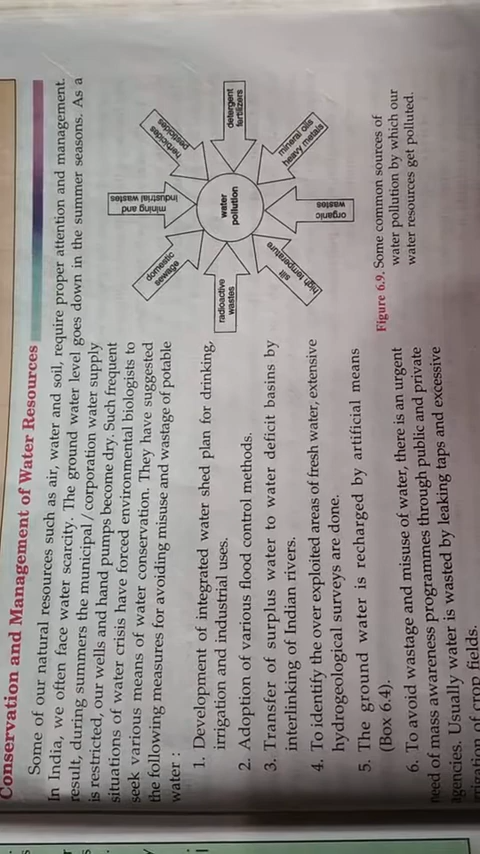 Conservation and Management of Water Resources
Some of our natural resources such as air, water and soil, require proper attention and management.
In India, we often face water scarcity. The ground water level goes down in the summer seasons. As a
result, during summers the municipal/corporation water supply
is restricted, our wells and hand pumps become dry. Such frequent
situations of water crisis have forced environmental biologists to
seek various means of water conservation. They have suggested
the following measures for avoiding misuse and wastage of potable
water :
1. Development of integrated water shed plan for drinking,
irrigation and industrial uses.
2. Adoption of various flood control methods.
3. Transfer of surplus water to water deficit basins by
interlinking of Indian rivers.
4. To identify the over exploited areas of fresh water, extensive
hydrogeological surveys are done.
5. The ground water is recharged by artificial means
(Box 6.4).
6. To avoid wastage and misuse of water, there is an urgent
need of mass awareness programmes through public and private
agencies. Usually water is wasted by leaking taps and excessive
irrigation of crop fields.
radioactive
wastes
domestic
sewage
mining and
industrial wastes
herbicides
pesticides
detergent
fertilizers
mineral oils
heavy metals
organic
wastes
silt
high temperature
water
pollution
Figure 6.9. Some common sources of
water pollution by which our
water resources get polluted.